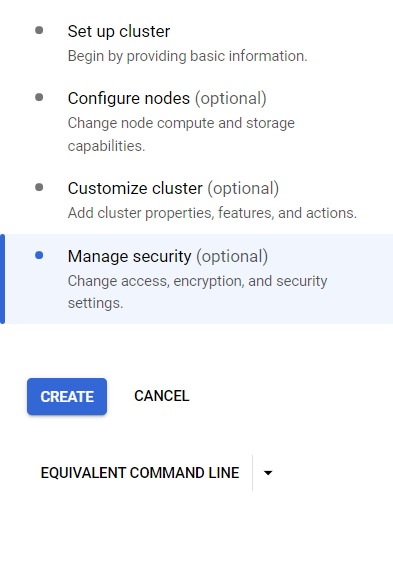 Set up cluster
Begin by providing basic information.
Configure nodes (optional)
Change node compute and storage
capabilities.
Customize cluster (optional)
Add cluster properties, features, and actions.
Manage security (optional)
Change access, encryption, and security
settings.
CREATE CANCEL
EQUIVALENT COMMAND LINE